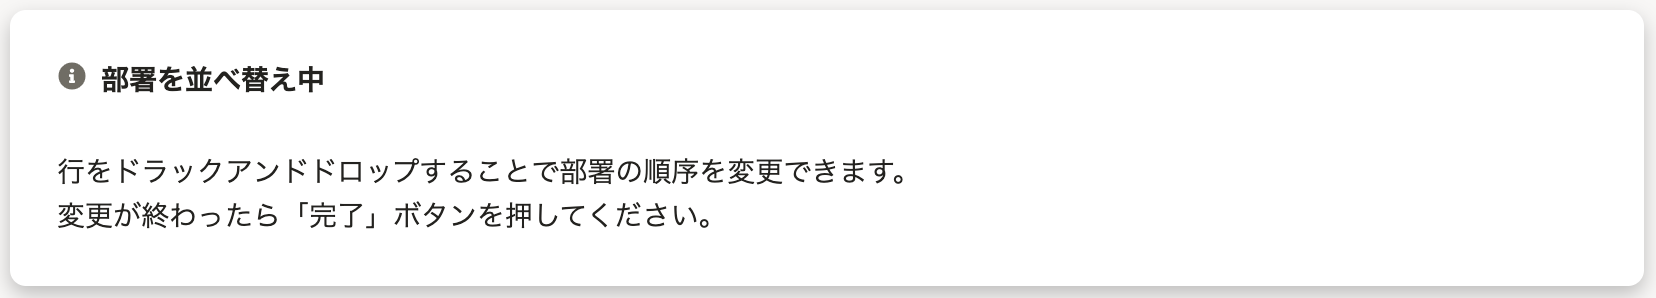 部署を並べ替え中
行をドラックアンドドロップすることで部署の順序を変更できます。
変更が終わったら「完了」ボタンを押してください。